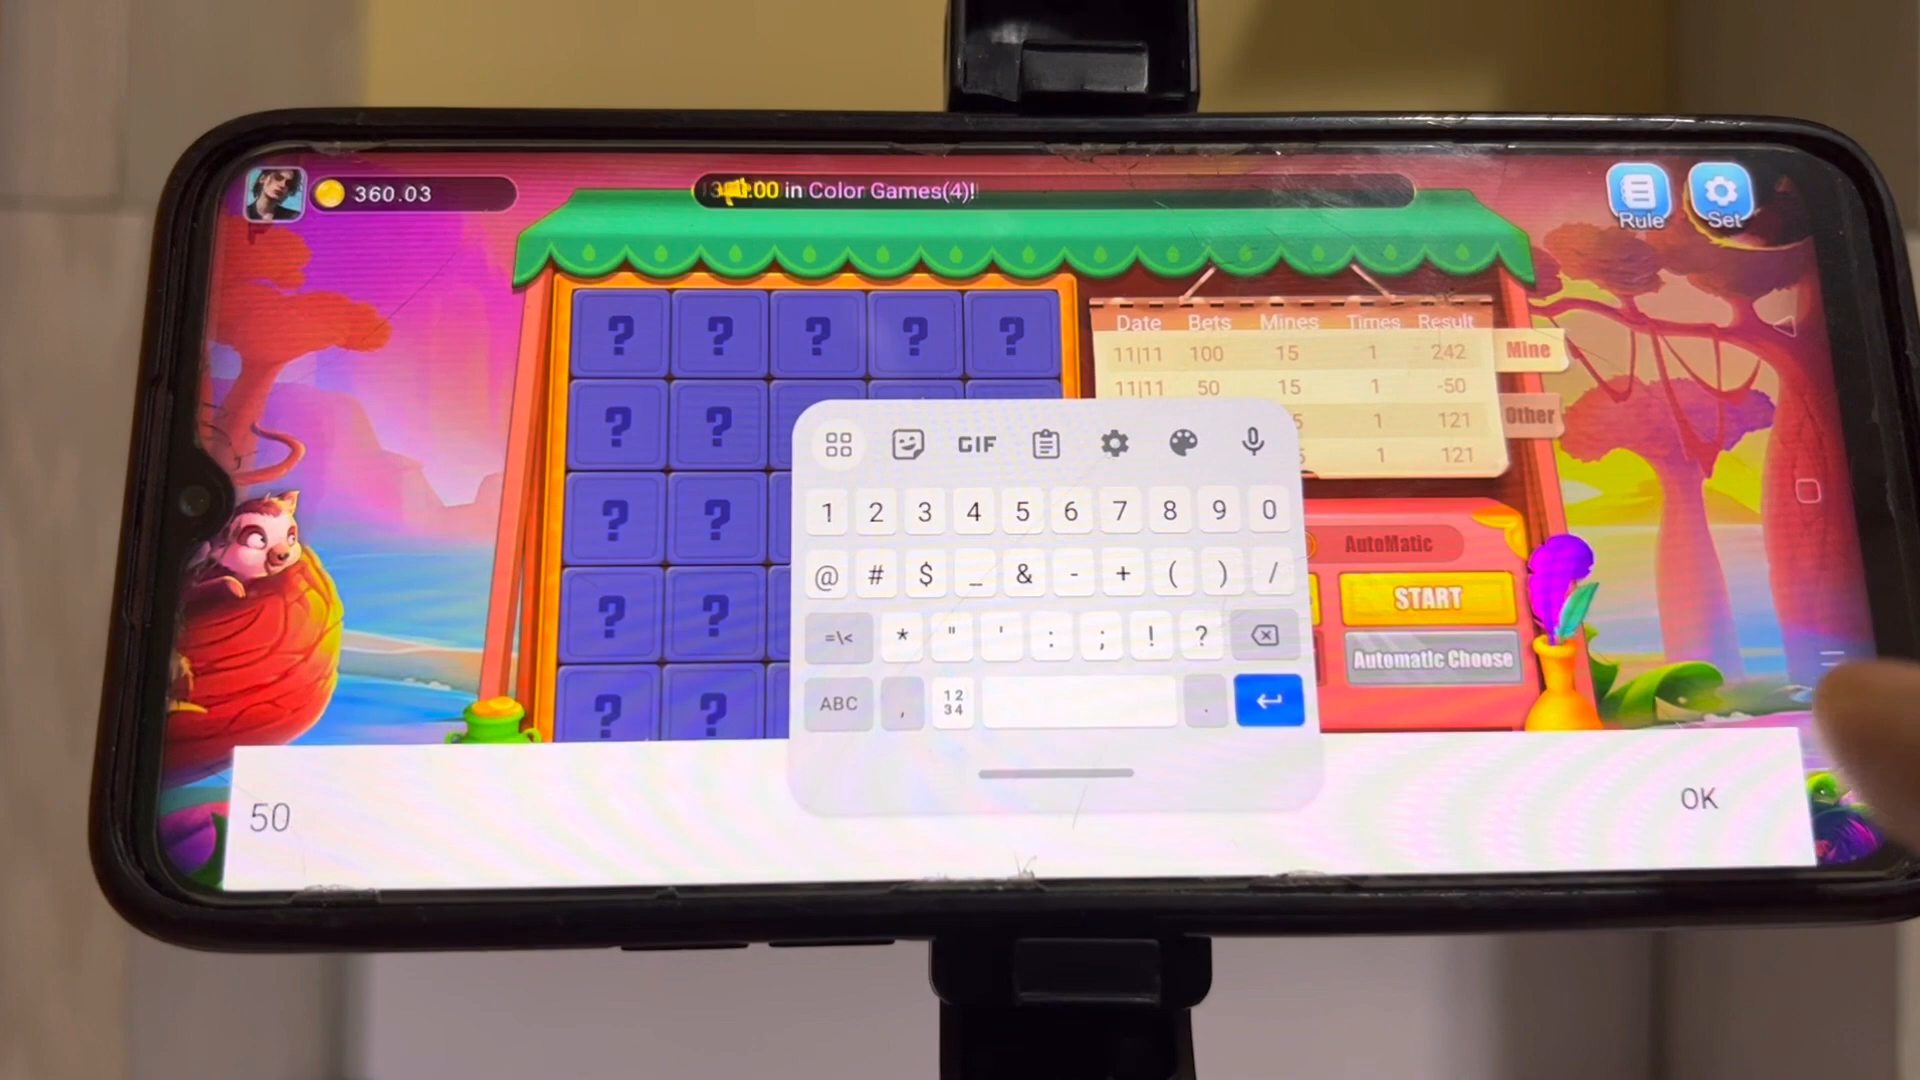 360.03
.00 in Color Games(4)!!
Rule
Set
? ? ? ? ?
? ?
? ?
? ?
? ?
Date Bets Mines Times Result
11|11 100 15 1 242
11|11 50 15 1 -50
5 1 121
5 1 121
Mine
Other
AutoMatic
START
Automatic Choose
GIF
1 2 3 4 5 6 7 8 9 0
@ # $ _ & - + ( ) /
=\< * " ' : ; ! ?
ABC , 12 34 .
50
OK